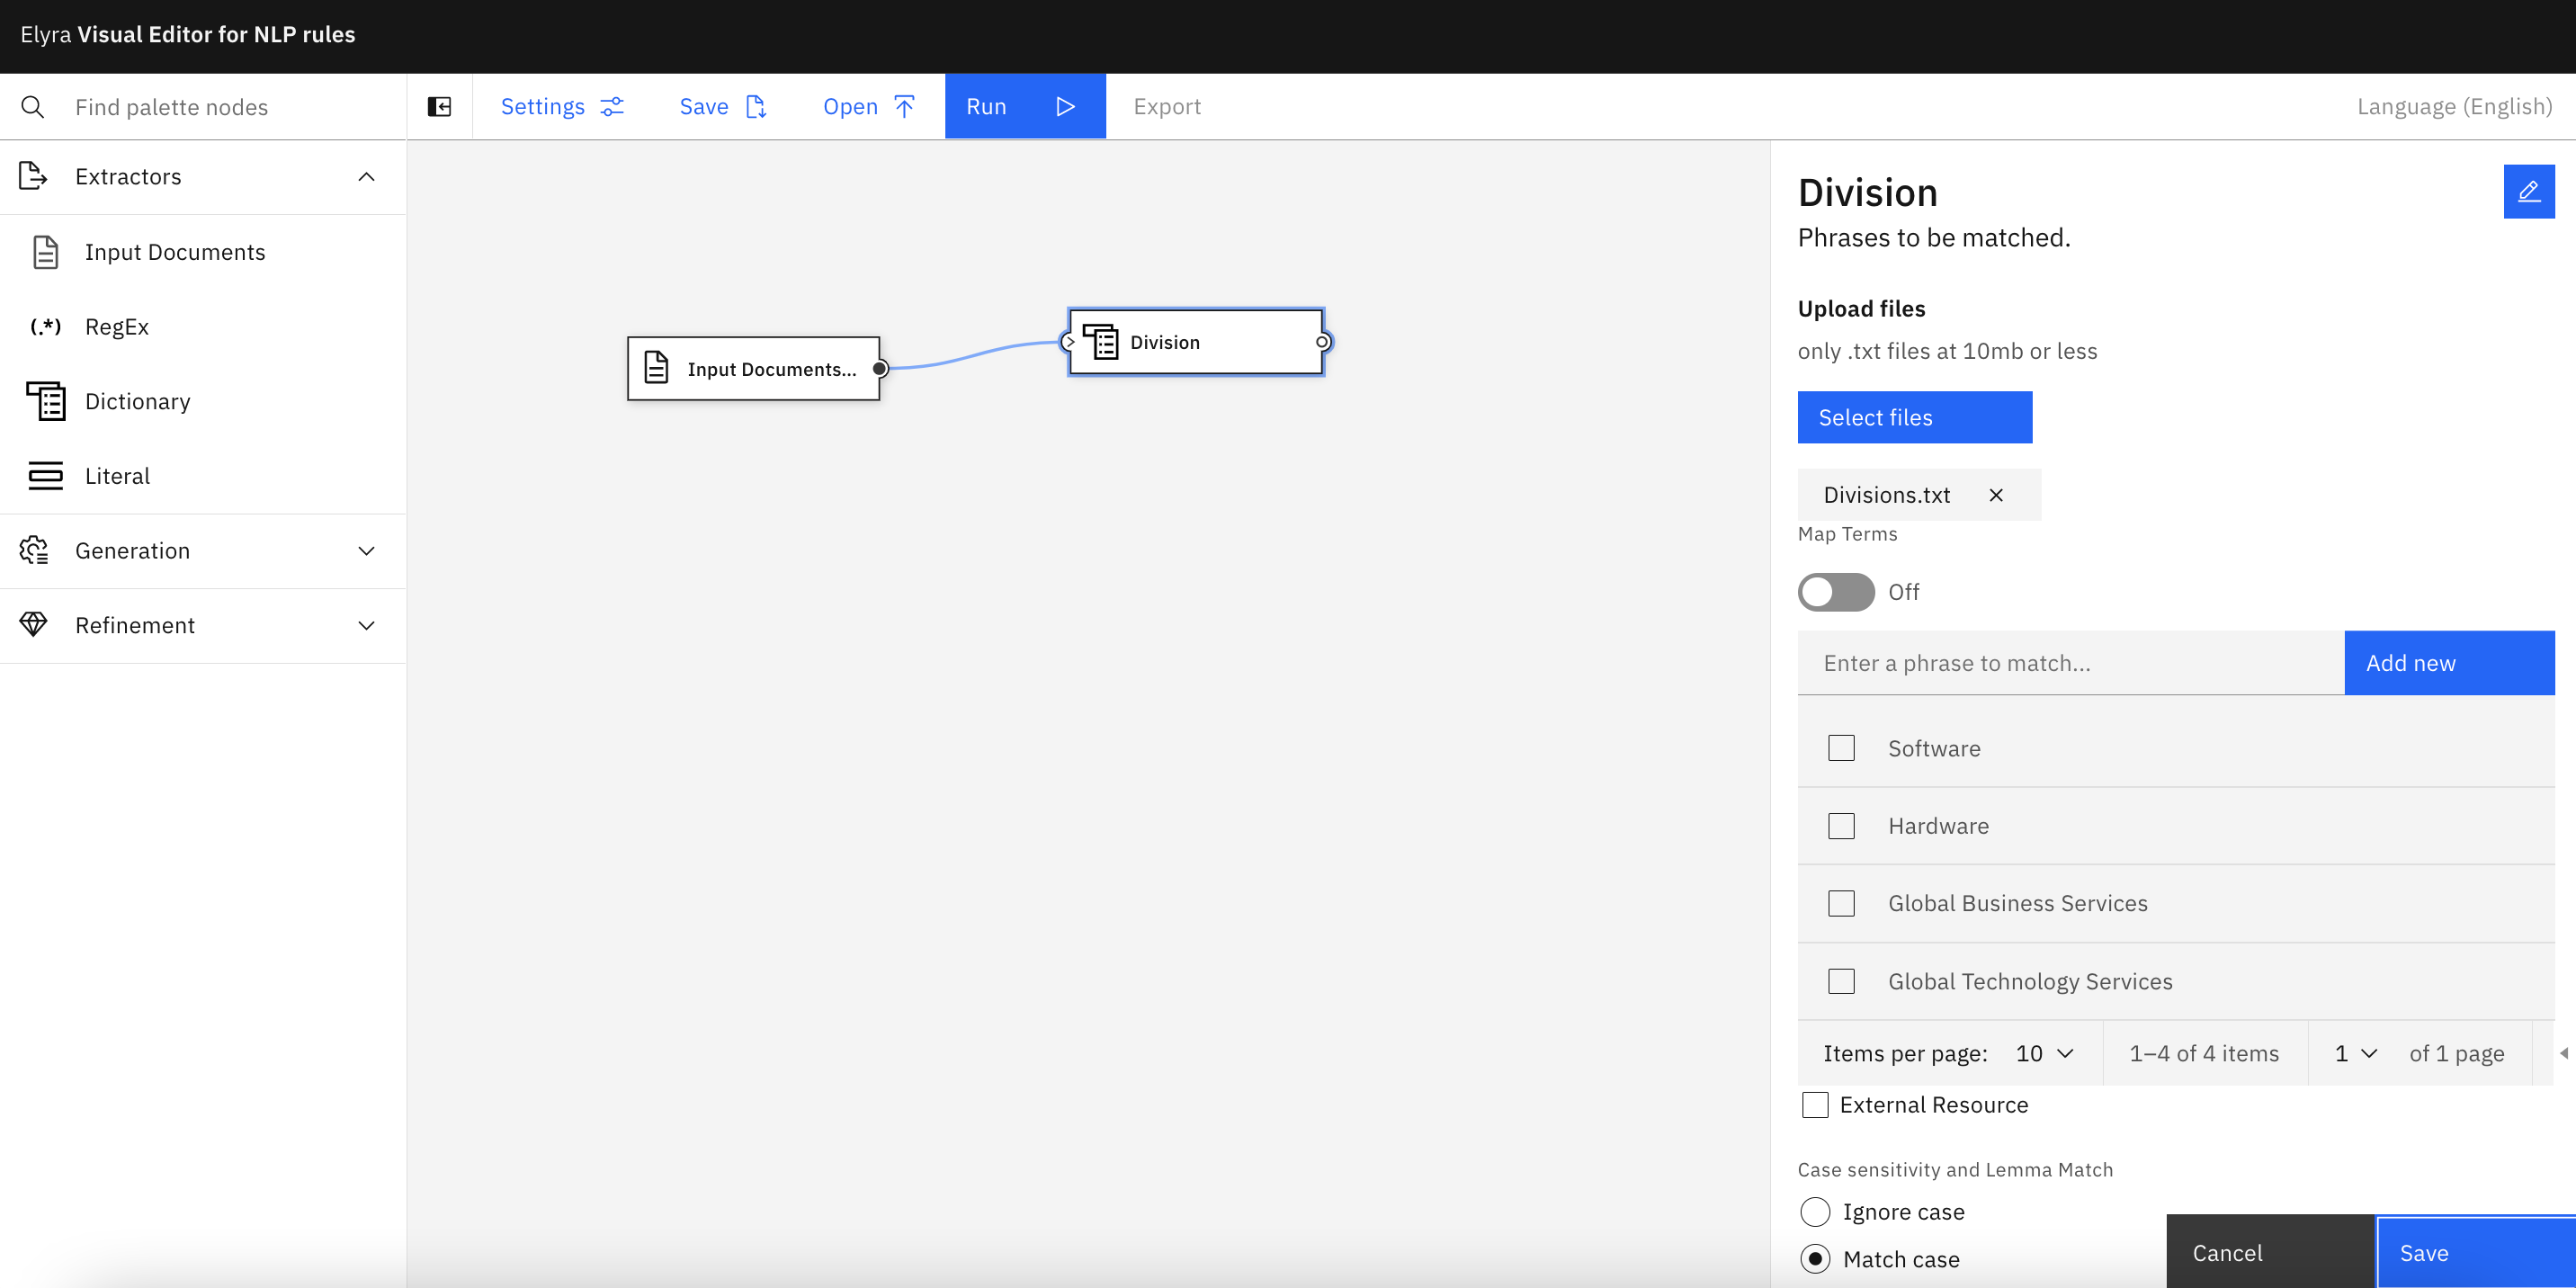 Elyra Visual Editor for NLP rules
Find palette nodes
Settings
Save
Open
Run
Export
Language (English)
Extractors
Input Documents
(.*) RegEx
Dictionary
Literal
Generation
Refinement
Input Documents...
Division
Division
Phrases to be matched.
Upload files
only .txt files at 10mb or less
Select files
Divisions.txt
Map Terms
Off
Enter a phrase to match...
Add new
Software
Hardware
Global Business Services
Global Technology Services
Items per page: 10 1–4 of 4 items 1 of 1 page
External Resource
Case sensitivity and Lemma Match
Ignore case
Match case
Cancel
Save